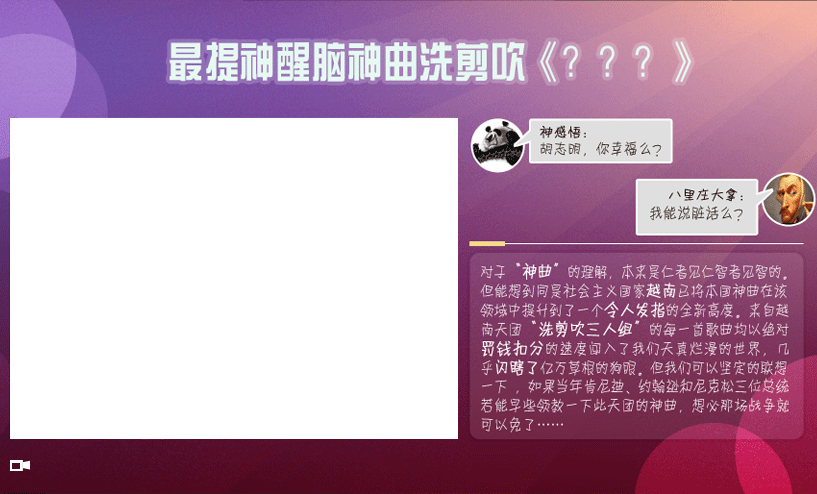 最提神醒脑神曲洗剪吹《？？？》
神感悟：
胡志明，你幸福么？
八里庄大拿：
我能说脏话么？
对于“神曲”的理解，本来是仁者见仁智者见智的。
但能想到同是社会主义国家越南已将本国神曲在该
领域中提升到了一个令人发指的全新高度。来自越
南天团“洗剪吹三人组”的每一首歌曲均以绝对
罚钱扣分的速度闯入了我们天真烂漫的世界，几
乎闪瞎了亿万草根的狗眼。但我们可以坚定的联想
一下 ，如果当年肯尼迪、约翰逊和尼克松三位总统
若能早些领教一下此天团的神曲，想必那场战争就
可以免了……